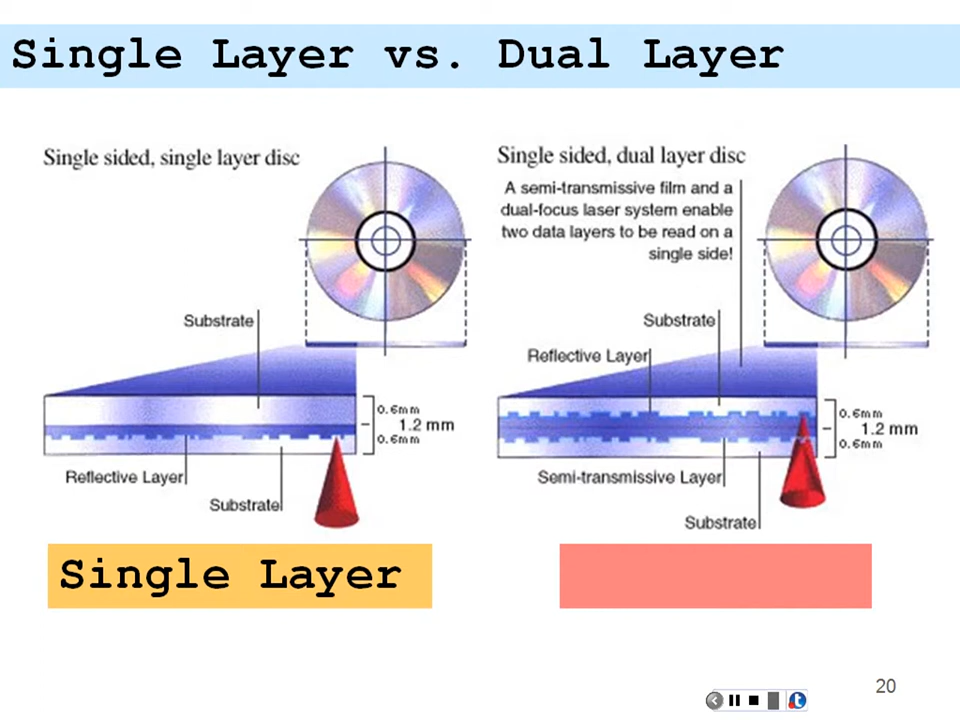 Single Layer vs. Dual Layer
Single sided, single layer disc
Substrate
0.6mm
1.2 mm
0.6mm
Reflective Layer
Substrate
Single Layer
Single sided, dual layer disc
A semi-transmissive film and a
dual-focus laser system enable
two data layers to be read on a
single side!
Substrate
Reflective Layer
0.6mm
1.2 mm
0.6mm
Semi-transmissive Layer
Substrate
20